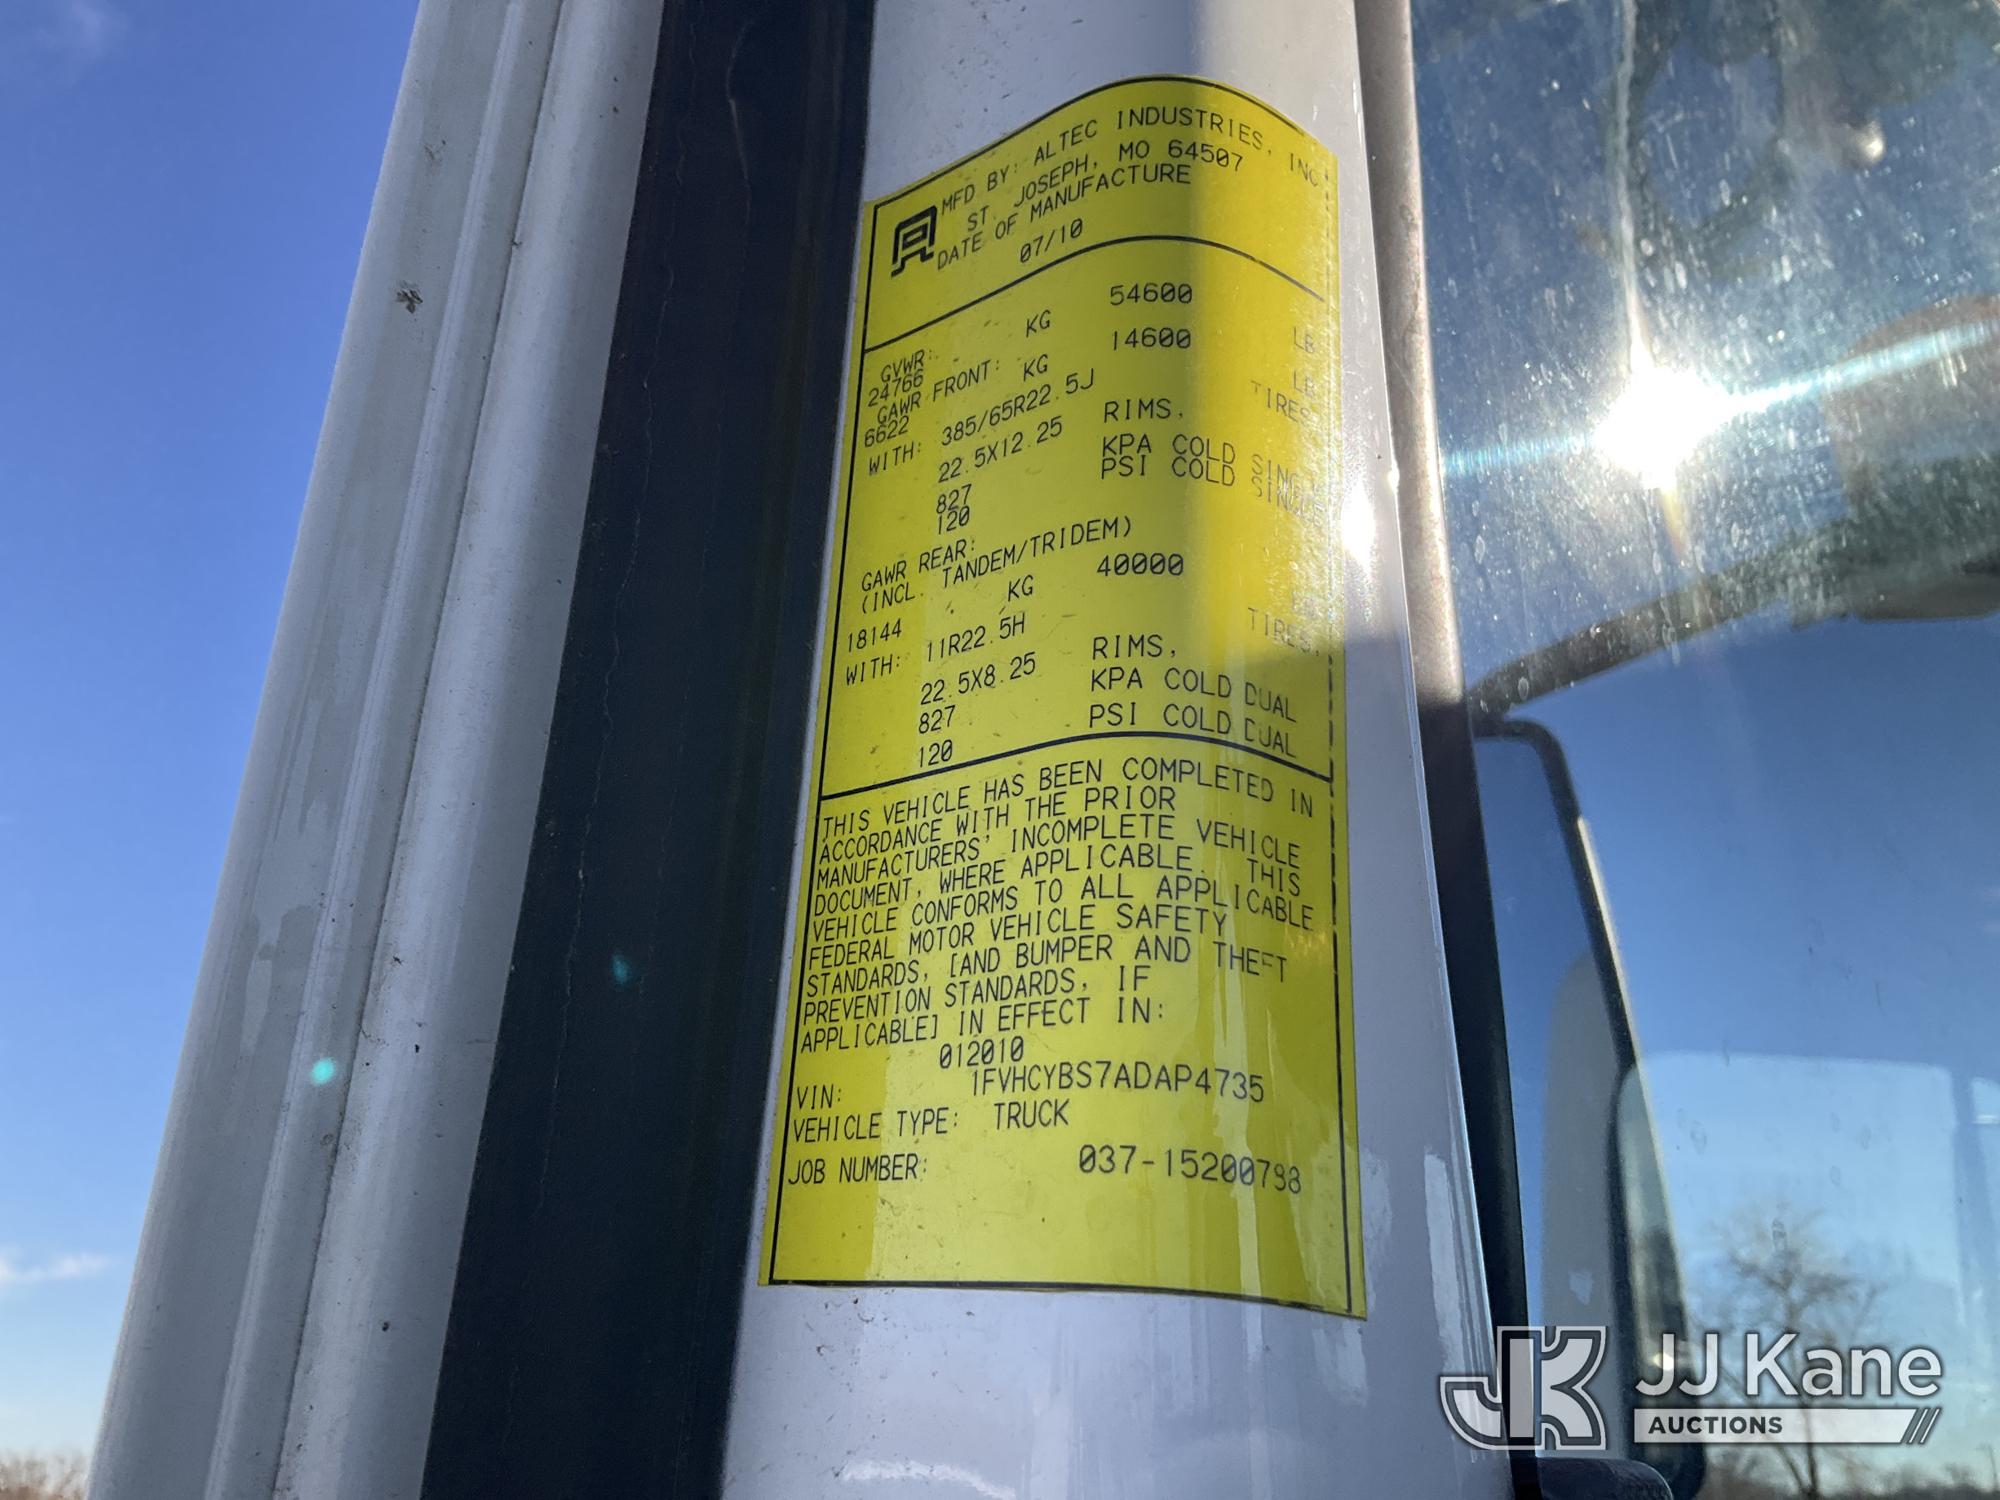 MFD BY: ALTEC INDUSTRIES, INC
ST. JOSEPH, MO 64507
DATE OF MANUFACTURE
07/10
GVWR:
24766 KG 54600 LB
GAWR FRONT:
6622 KG 14600 LB
WITH: 385/65R22.5J TIRES,
22.5X12.25 RIMS,
827 KPA COLD SINGLE
120 PSI COLD SINGLE
GAWR REAR:
(INCL. TANDEM/TRIDEM)
18144 KG 40000
WITH: 11R22.5H TIRES,
22.5X8.25 RIMS,
827 KPA COLD DUAL
120 PSI COLD DUAL
THIS VEHICLE HAS BEEN COMPLETED IN
ACCORDANCE WITH THE PRIOR
MANUFACTURERS' INCOMPLETE VEHICLE
DOCUMENT, WHERE APPLICABLE. THIS
VEHICLE CONFORMS TO ALL APPLICABLE
FEDERAL MOTOR VEHICLE SAFETY
STANDARDS, [AND BUMPER AND THEFT
PREVENTION STANDARDS, IF
APPLICABLE] IN EFFECT IN:
012010
VIN: 1FVHCYBS7ADAP4735
VEHICLE TYPE: TRUCK
JOB NUMBER: 037-15200798
JK JJ Kane
AUCTIONS